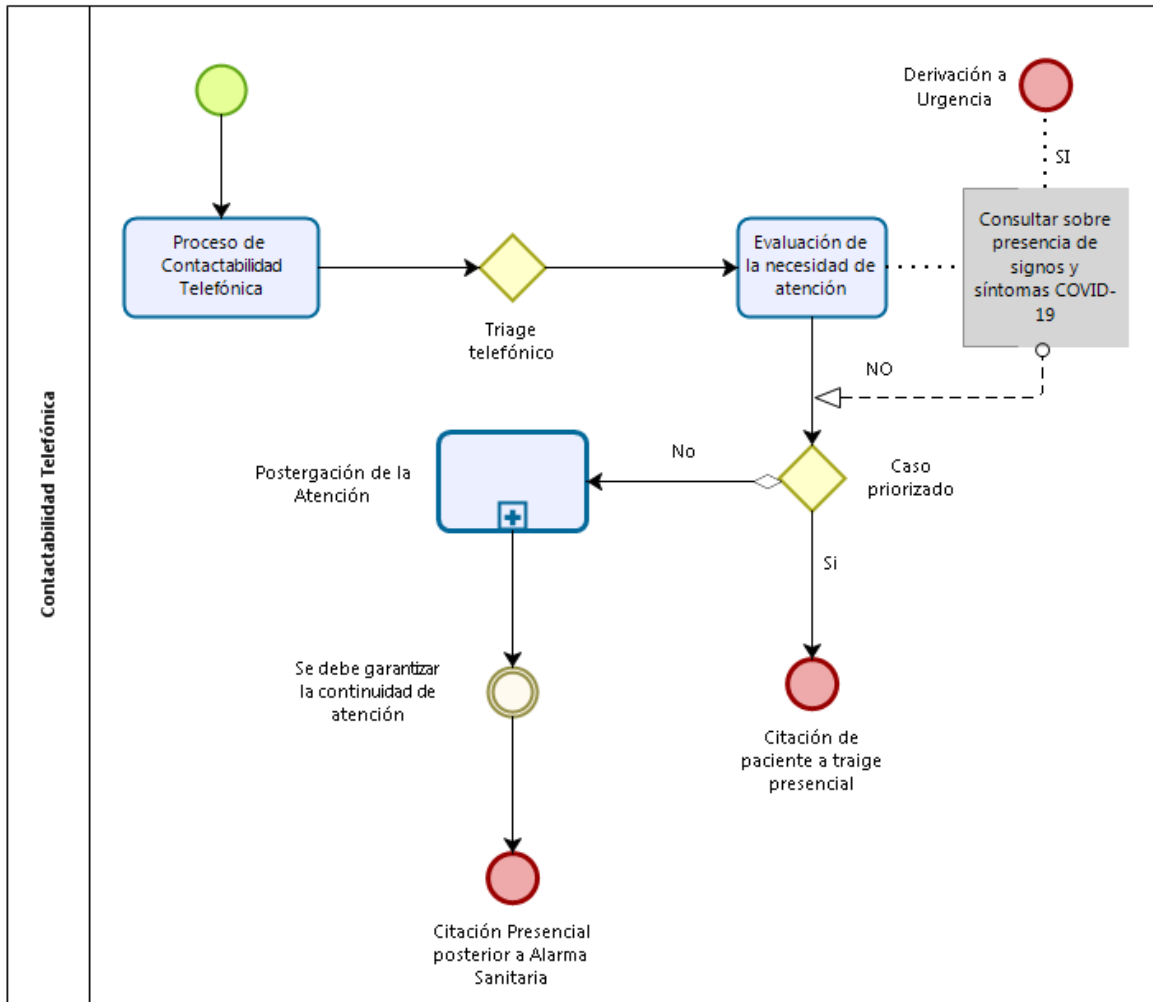 Contactabilidad Telefónica
Derivación a
Urgencia
SI
Proceso de
Contactabilidad
Telefónica
Triage
telefónico
Evaluación de
la necesidad de
atención
Consultar sobre
presencia de
signos y
síntomas COVID-
19
NO
No
Postergación de la
Atención
Caso
priorizado
Si
Se debe garantizar
la continuidad de
atención
Citación de
paciente a traige
presencial
Citación Presencial
posterior a Alarma
Sanitaria